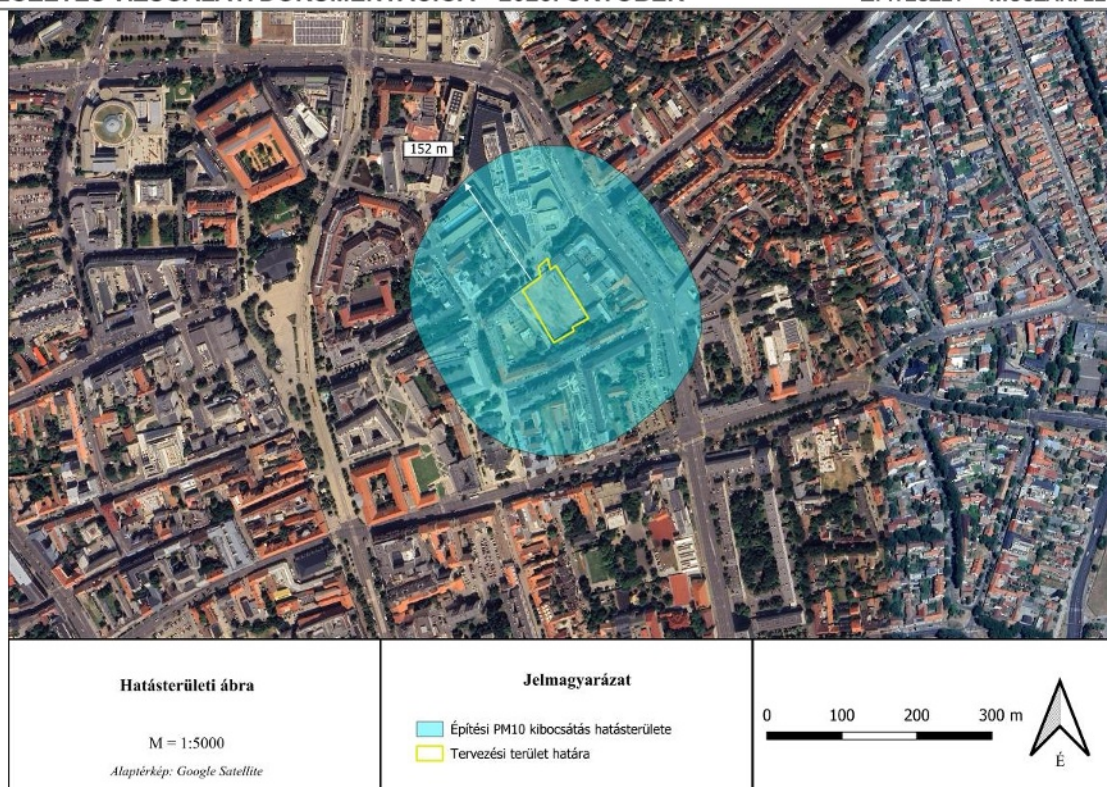 152 m
Hatásterületi ábra
M = 1:5000
Alaptérkép: Google Satellite
Jelmagyarázat
Építési PM10 kibocsátás hatásterülete
Tervezési terület határa
0 100 200 300 m
É